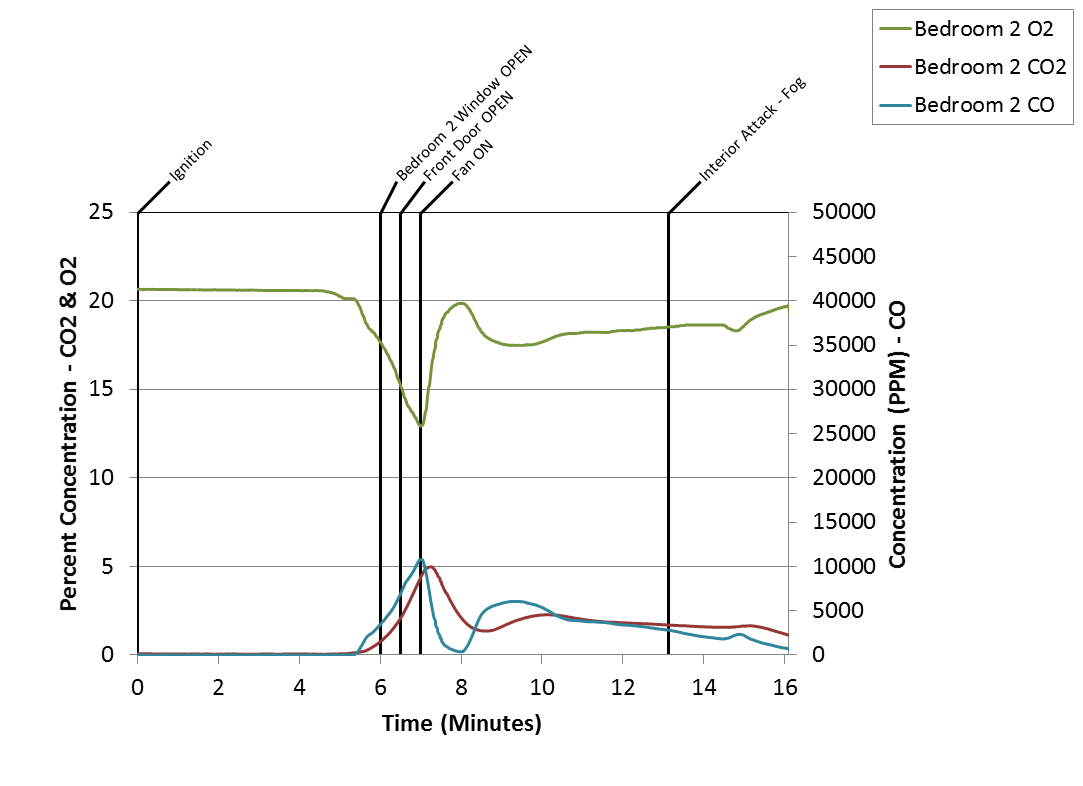 Bedroom 2 O2
Bedroom 2 CO2
Bedroom 2 CO
Ignition
Bedroom 2 Window OPEN
Front Door OPEN
Fan ON
Interior Attack - Fog
Percent Concentration - CO2 & O2
25
20
15
10
5
0
50000
45000
40000
35000
30000
25000
20000
15000
10000
5000
0
Concentration (PPM) - CO
0 2 4 6 8 10 12 14 16
Time (Minutes)